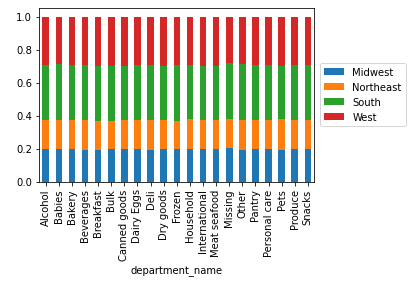 1.0
0.8
0.6
0.4
0.2
0.0
Midwest
Northeast
South
West
Alcohol
Babies
Bakery
Beverages
Breakfast
Bulk
Canned goods
Dairy Eggs
Deli
Dry goods
Frozen
Household
International
Meat seafood
Missing
Other
Pantry
Personal care
Pets
Produce
Snacks
department_name